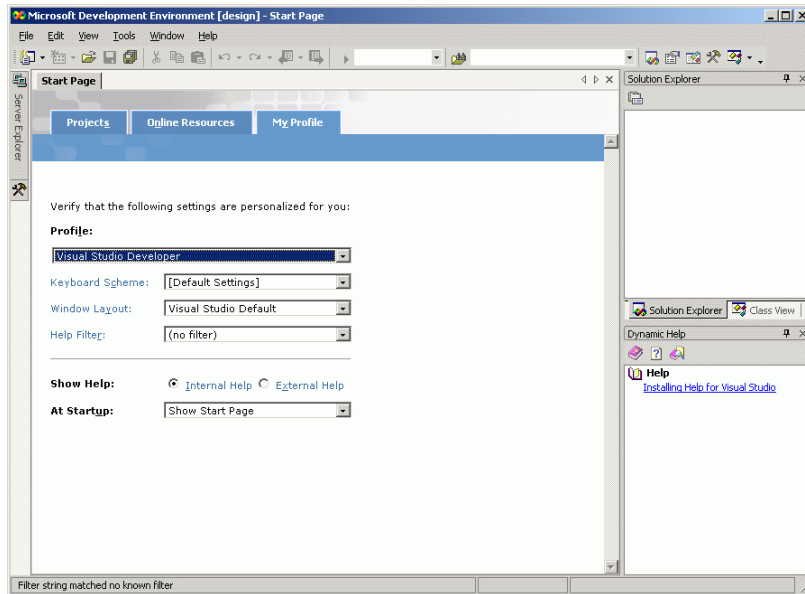 Microsoft Development Environment [design] - Start Page
File Edit View Tools Window Help
Server Explorer
Start Page
Projects Online Resources My Profile
Verify that the following settings are personalized for you:
Profile:
Visual Studio Developer
Keyboard Scheme: [Default Settings]
Window Layout: Visual Studio Default
Help Filter: (no filter)
Show Help: Internal Help External Help
At Startup: Show Start Page
Solution Explorer
Solution Explorer Class View
Dynamic Help
Help
Installing Help for Visual Studio
Filter string matched no known filter